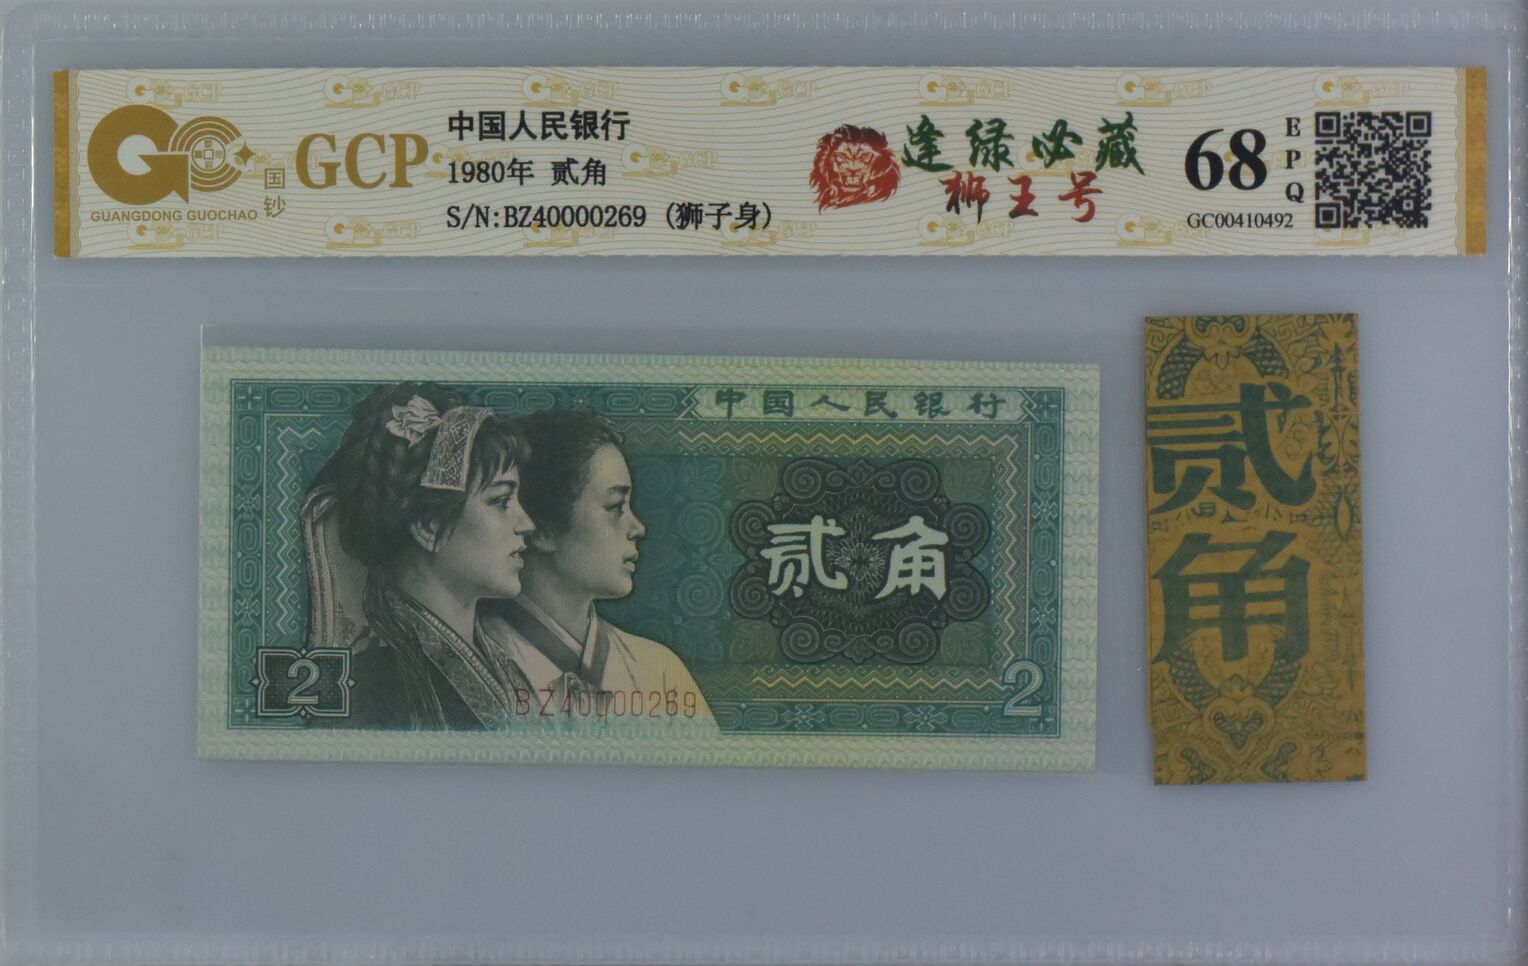 GUANGDONG GUOCHAO
国钞
GCP
中国人民银行
1980年 贰角
S/N:BZ40000269 (狮子身)
逢绿必藏
狮王号
68
EPQ
GC00410492
中国人民银行
贰角
2
BZ40000269
2
贰角